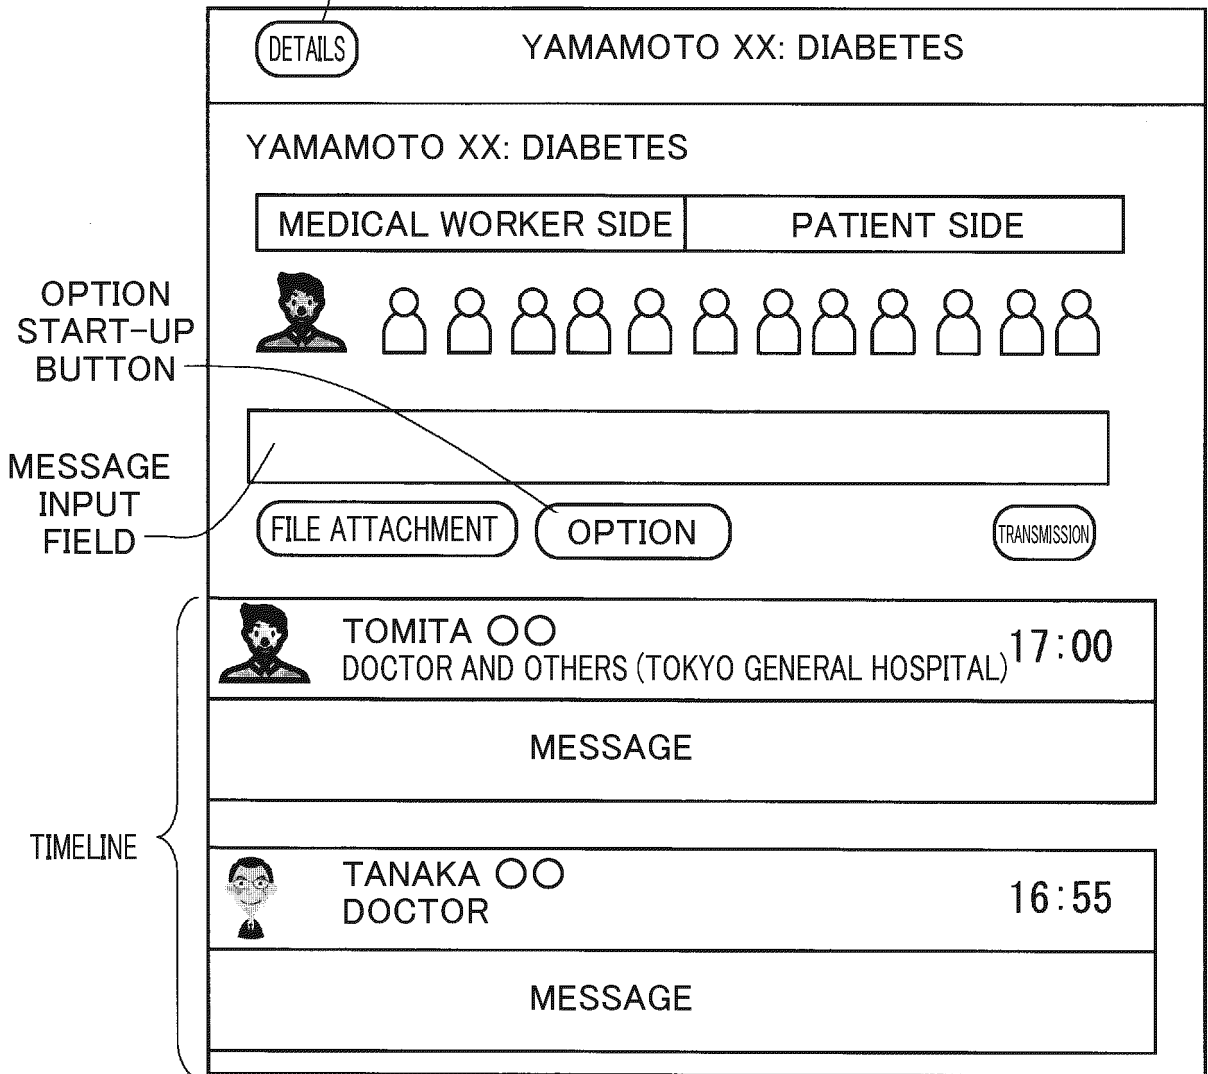 DETAILS
YAMAMOTO XX: DIABETES
YAMAMOTO XX: DIABETES
MEDICAL WORKER SIDE
PATIENT SIDE
OPTION
START-UP
BUTTON
MESSAGE
INPUT
FIELD
FILE ATTACHMENT
OPTION
TRANSMISSION
TIMELINE
TOMITA ○○
DOCTOR AND OTHERS (TOKYO GENERAL HOSPITAL)
17:00
MESSAGE
TANAKA ○○
DOCTOR
16:55
MESSAGE